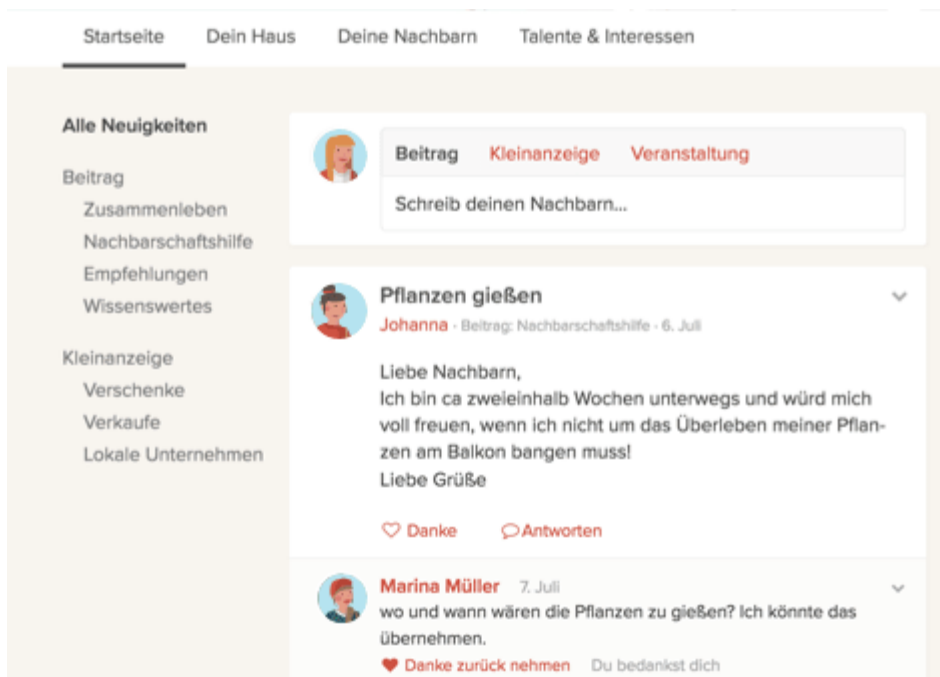 Startseite Dein Haus Deine Nachbarn Talente & Interessen
Alle Neuigkeiten
Beitrag
Zusammenleben
Nachbarschaftshilfe
Empfehlungen
Wissenswertes
Kleinanzeige
Verschenke
Verkaufe
Lokale Unternehmen
Beitrag Kleinanzeige Veranstaltung
Schreib deinen Nachbarn...
Pflanzen gießen
Johanna · Beitrag: Nachbarschaftshilfe · 6. Juli
Liebe Nachbarn,
Ich bin ca zweieinhalb Wochen unterwegs und würd mich
voll freuen, wenn ich nicht um das Überleben meiner Pflan-
zen am Balkon bangen muss!
Liebe Grüße
Danke Antworten
Marina Müller 7. Juli
wo und wann wären die Pflanzen zu gießen? Ich könnte das
übernehmen.
Danke zurück nehmen Du bedankst dich